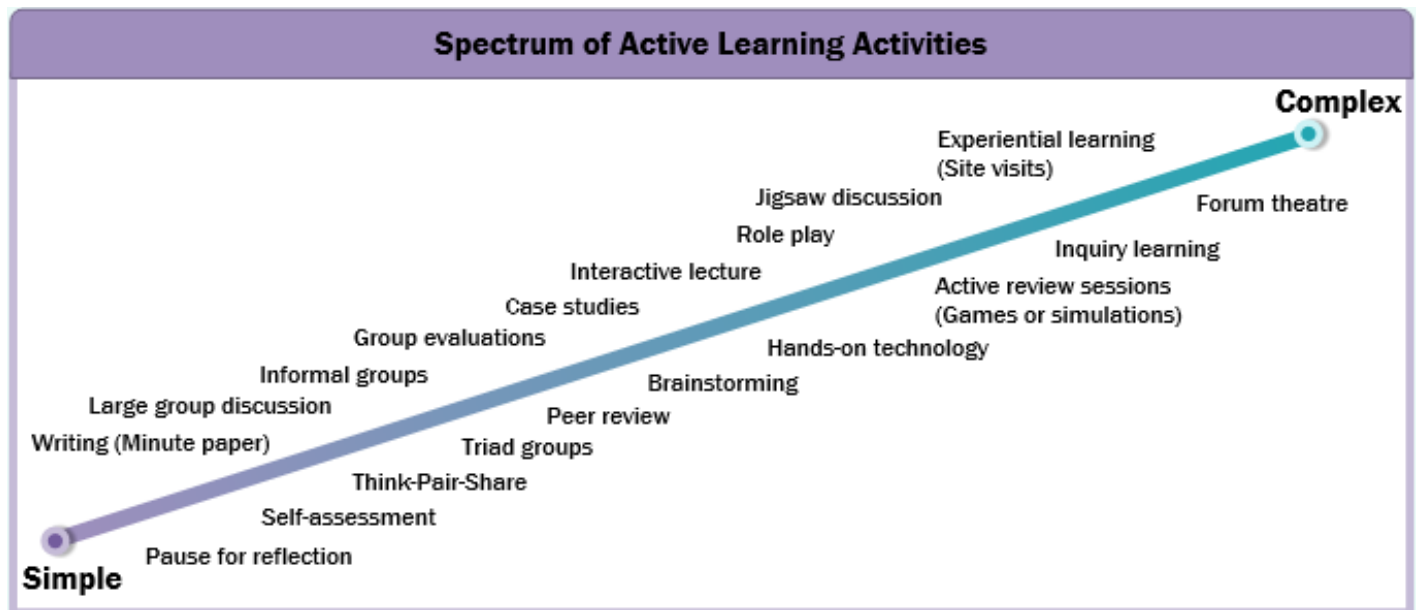 Spectrum of Active Learning Activities
Complex
Experiential learning
(Site visits)
Jigsaw discussion
Forum theatre
Role play
Inquiry learning
Interactive lecture
Active review sessions
(Games or simulations)
Case studies
Group evaluations
Hands-on technology
Informal groups
Brainstorming
Large group discussion
Peer review
Writing (Minute paper)
Triad groups
Think-Pair-Share
Self-assessment
Pause for reflection
Simple